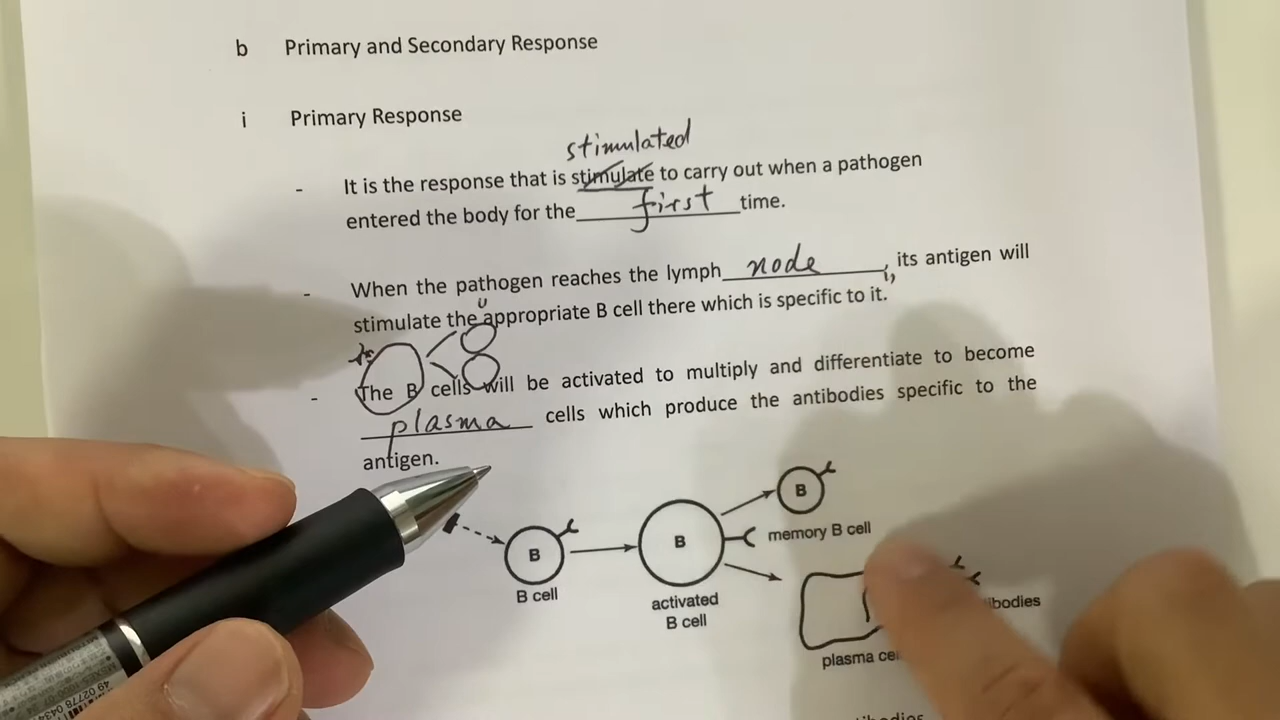 b Primary and Secondary Response
i Primary Response
stimulated
- It is the response that is stimulate to carry out when a pathogen
entered the body for the first time.
- When the pathogen reaches the lymph node, its antigen will
stimulate the appropriate B cell there which is specific to it.
- The B cells will be activated to multiply and differentiate to become
plasma cells which produce the antibodies specific to the
antigen.
B
memory B cell
B
B cell
B
activated
B cell
ibodies
plasma ce